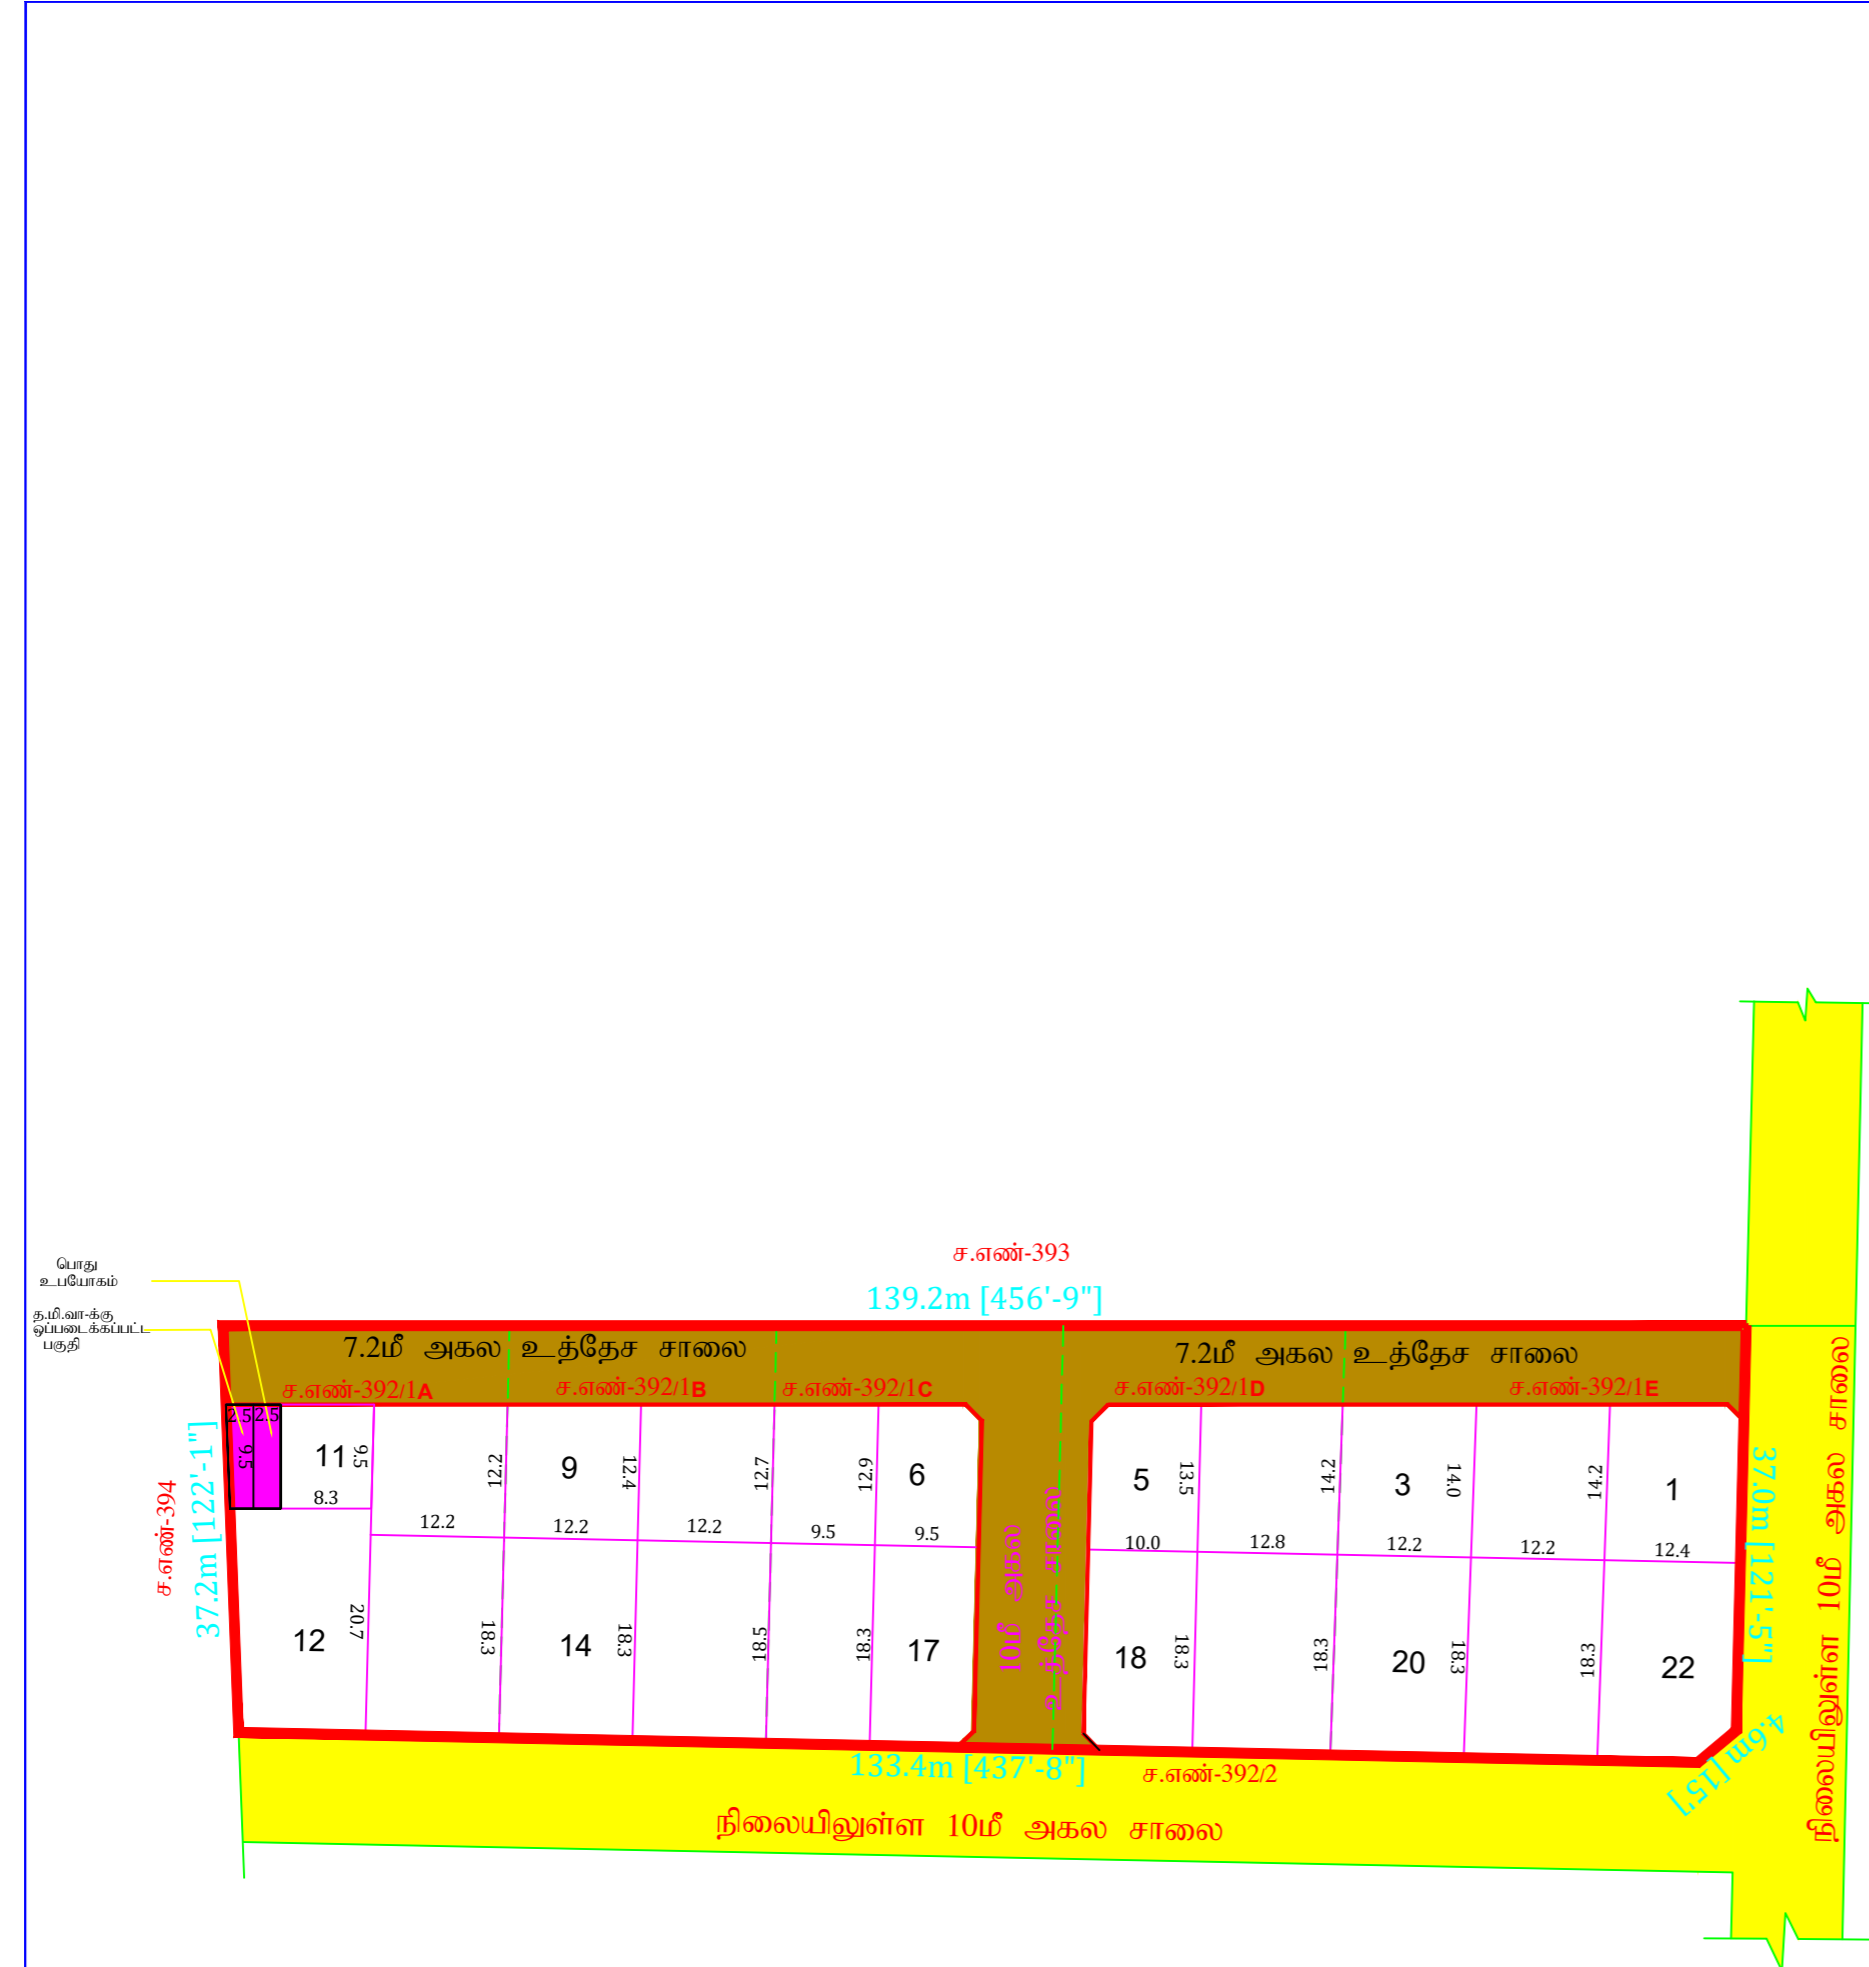 ச.எண்-393
139.2m [456'-9"]
பொது
உபயோகம்
த.மி.வா-க்கு
ஒப்படைக்கப்பட்ட
பகுதி
7.2மீ அகல உத்தேச சாலை
7.2மீ அகல உத்தேச சாலை
ச.எண்-392/1A
ச.எண்-392/1B
ச.எண்-392/1C
ச.எண்-392/1D
ச.எண்-392/1E
2.5
2.5
9.5
11
9.5
8.3
12.2
9
12.4
12.7
12.9
6
5
13.5
14.2
3
14.0
14.2
1
12.2
12.2
12.2
9.5
9.5
10.0
12.8
12.2
12.2
12.4
ச.எண்-394
37.2m [122'-1"]
12
20.7
18.3
14
18.3
18.5
18.3
17
10மீ அகல
உத்தேச சாலை
18
18.3
18.3
20
18.3
18.3
22
37.0m [121'-5"]
நிலையிலுள்ள 10மீ அகல சாலை
4.6m [15']
133.4m [437'-8"]
ச.எண்-392/2
நிலையிலுள்ள 10மீ அகல சாலை